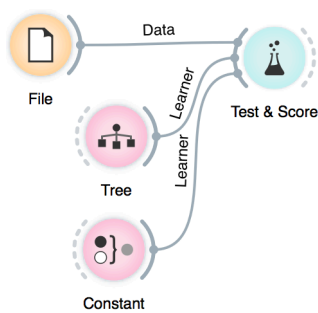 Data
File
Learner
Test & Score
Learner
Tree
Constant